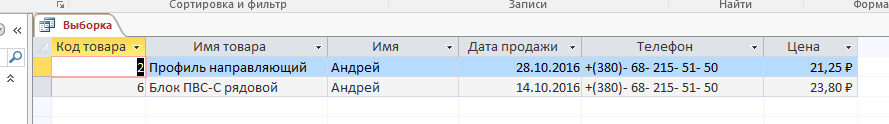 Сортировка и фильтр Записи Найти
Выборка
Код товара Имя товара Имя Дата продажи Телефон Цена
2 Профиль направляющий Андрей 28.10.2016 +(380)- 68- 215- 51- 50 21,25 ₽
6 Блок ПВС-С рядовой Андрей 14.10.2016 +(380)- 68- 215- 51- 50 23,80 ₽